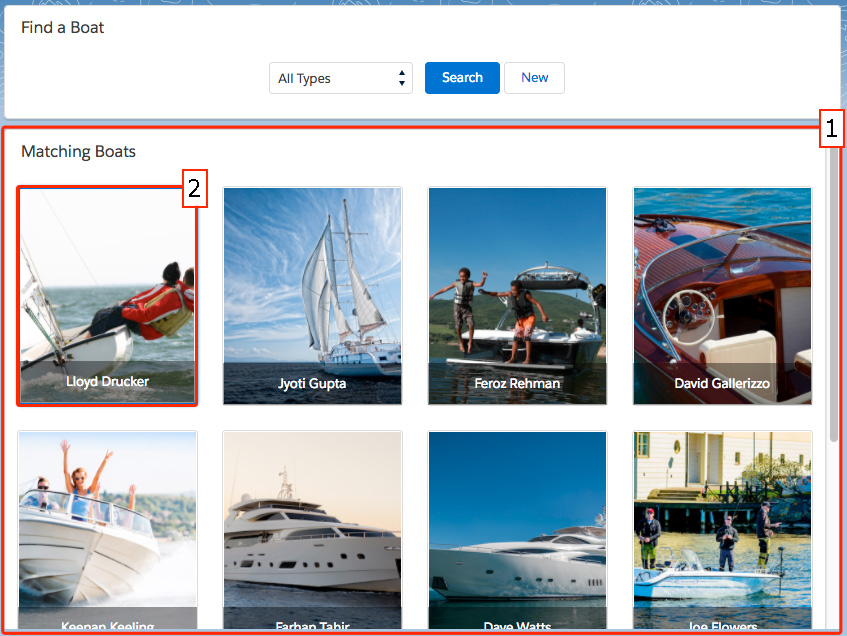 Find a Boat
All Types
Search
New
1
Matching Boats
2
Lloyd Drucker
Jyoti Gupta
Feroz Rehman
David Gallerizzo
Keenan Keeling
Farhan Tahir
Dave Watts
Joe Flowers